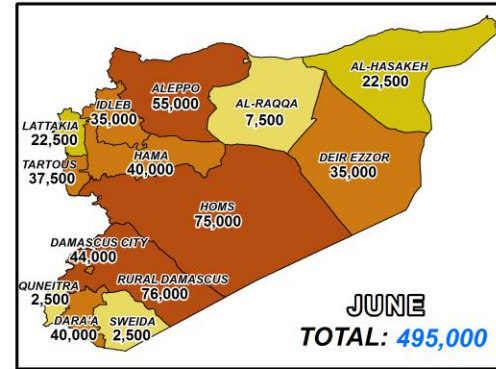 AL-HASAKEH
22,500
ALEPPO
55,000
IDLEB
35,000
AL-RAQQA
7,500
LATTAKIA
22,500
TARTOUS
37,500
HAMA
40,000
DEIR EZZOR
35,000
HOMS
75,000
DAMASCUS CITY
44,000
RURAL DAMASCUS
76,000
QUNEITRA
2,500
DARA'A
40,000
SWEIDA
2,500
JUNE
TOTAL: 495,000